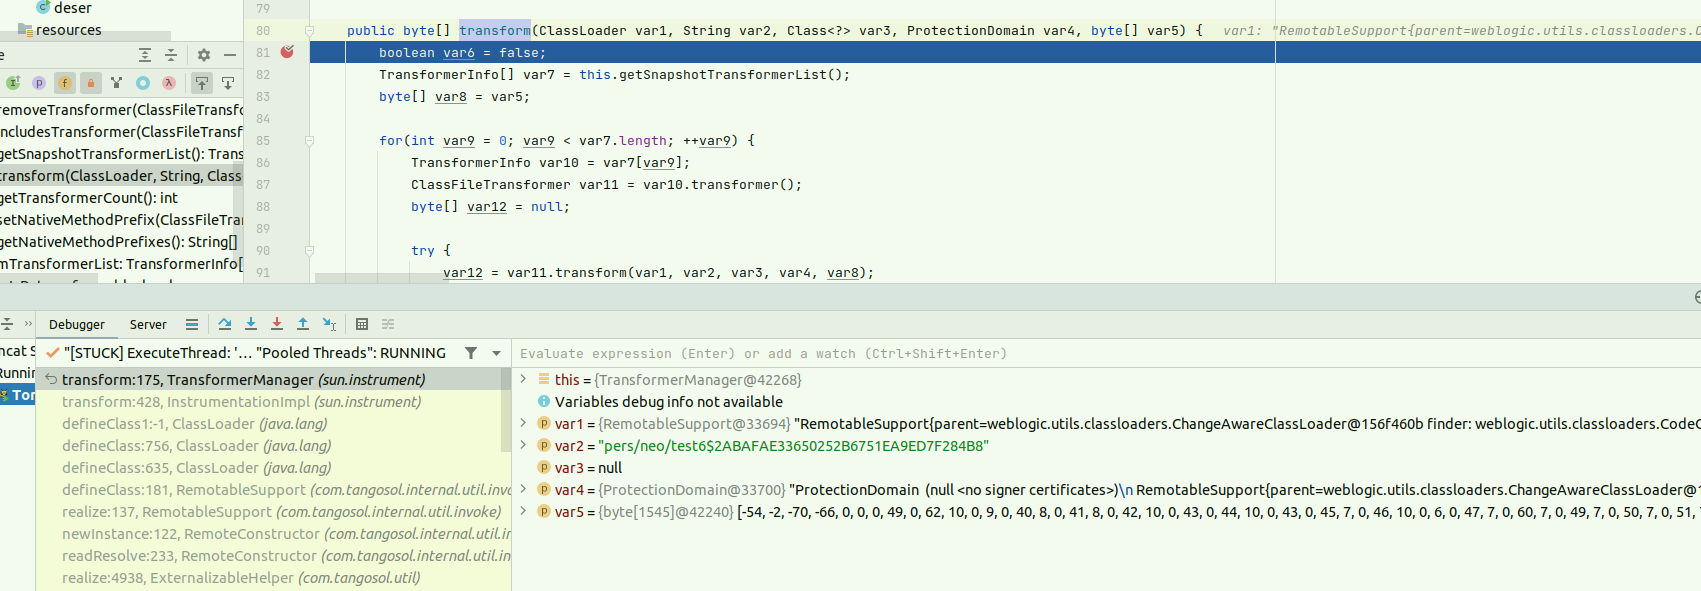 deser
resources
79
80 public byte[] transform(ClassLoader var1, String var2, Class<?> var3, ProtectionDomain var4, byte[] var5) { var1: "RemotableSupport{parent=weblogic.utils.classloaders.C
81 boolean var6 = false;
82 TransformerInfo[] var7 = this.getSnapshotTransformerList();
83 byte[] var8 = var5;
84
85 for(int var9 = 0; var9 < var7.length; ++var9) {
86 TransformerInfo var10 = var7[var9];
87 ClassFileTransformer var11 = var10.transformer();
88 byte[] var12 = null;
89
90 try {
91 var12 = var11.transform(var1, var2, var3, var4, var8);
removeTransformer(ClassFileTransfo
includesTransformer(ClassFileTransf
getSnapshotTransformerList(): Trans
transform(ClassLoader, String, Class
getTransformerCount(): int
setNativeMethodPrefix(ClassFileTra
getNativeMethodPrefixes(): String[]
mTransformerList: TransformerInfo[
Debugger Server
"[STUCK] ExecuteThread: '... "Pooled Threads": RUNNING
Evaluate expression (Enter) or add a watch (Ctrl+Shift+Enter)
mcat S
Runnin
Tor
transform:175, TransformerManager (sun.instrument)
transform:428, InstrumentationImpl (sun.instrument)
defineClass1:-1, ClassLoader (java.lang)
defineClass:756, ClassLoader (java.lang)
defineClass:635, ClassLoader (java.lang)
defineClass:181, RemotableSupport (com.tangosol.internal.util.invo
realize:137, RemotableSupport (com.tangosol.internal.util.invoke)
newInstance:122, RemoteConstructor (com.tangosol.internal.util.in
readResolve:233, RemoteConstructor (com.tangosol.internal.util.in
realize:4938, ExternalizableHelper (com.tangosol.util)
this = {TransformerManager@42268}
Variables debug info not available
var1 = {RemotableSupport@33694} "RemotableSupport{parent=weblogic.utils.classloaders.ChangeAwareClassLoader@156f460b finder: weblogic.utils.classloaders.CodeG
var2 = "pers/neo/test6$2ABAFAE33650252B6751EA9ED7F284B8"
var3 = null
var4 = {ProtectionDomain@33700} "ProtectionDomain (null <no signer certificates>)\n RemotableSupport{parent=weblogic.utils.classloaders.ChangeAwareClassLoader@1
var5 = {byte[1545]@42240} [-54, -2, -70, -66, 0, 0, 0, 49, 0, 62, 10, 0, 9, 0, 40, 8, 0, 41, 8, 0, 42, 10, 0, 43, 0, 44, 10, 0, 43, 0, 45, 7, 0, 46, 10, 0, 6, 0, 47, 7, 0, 60, 7, 0, 49, 7, 0, 50, 7, 0, 51,